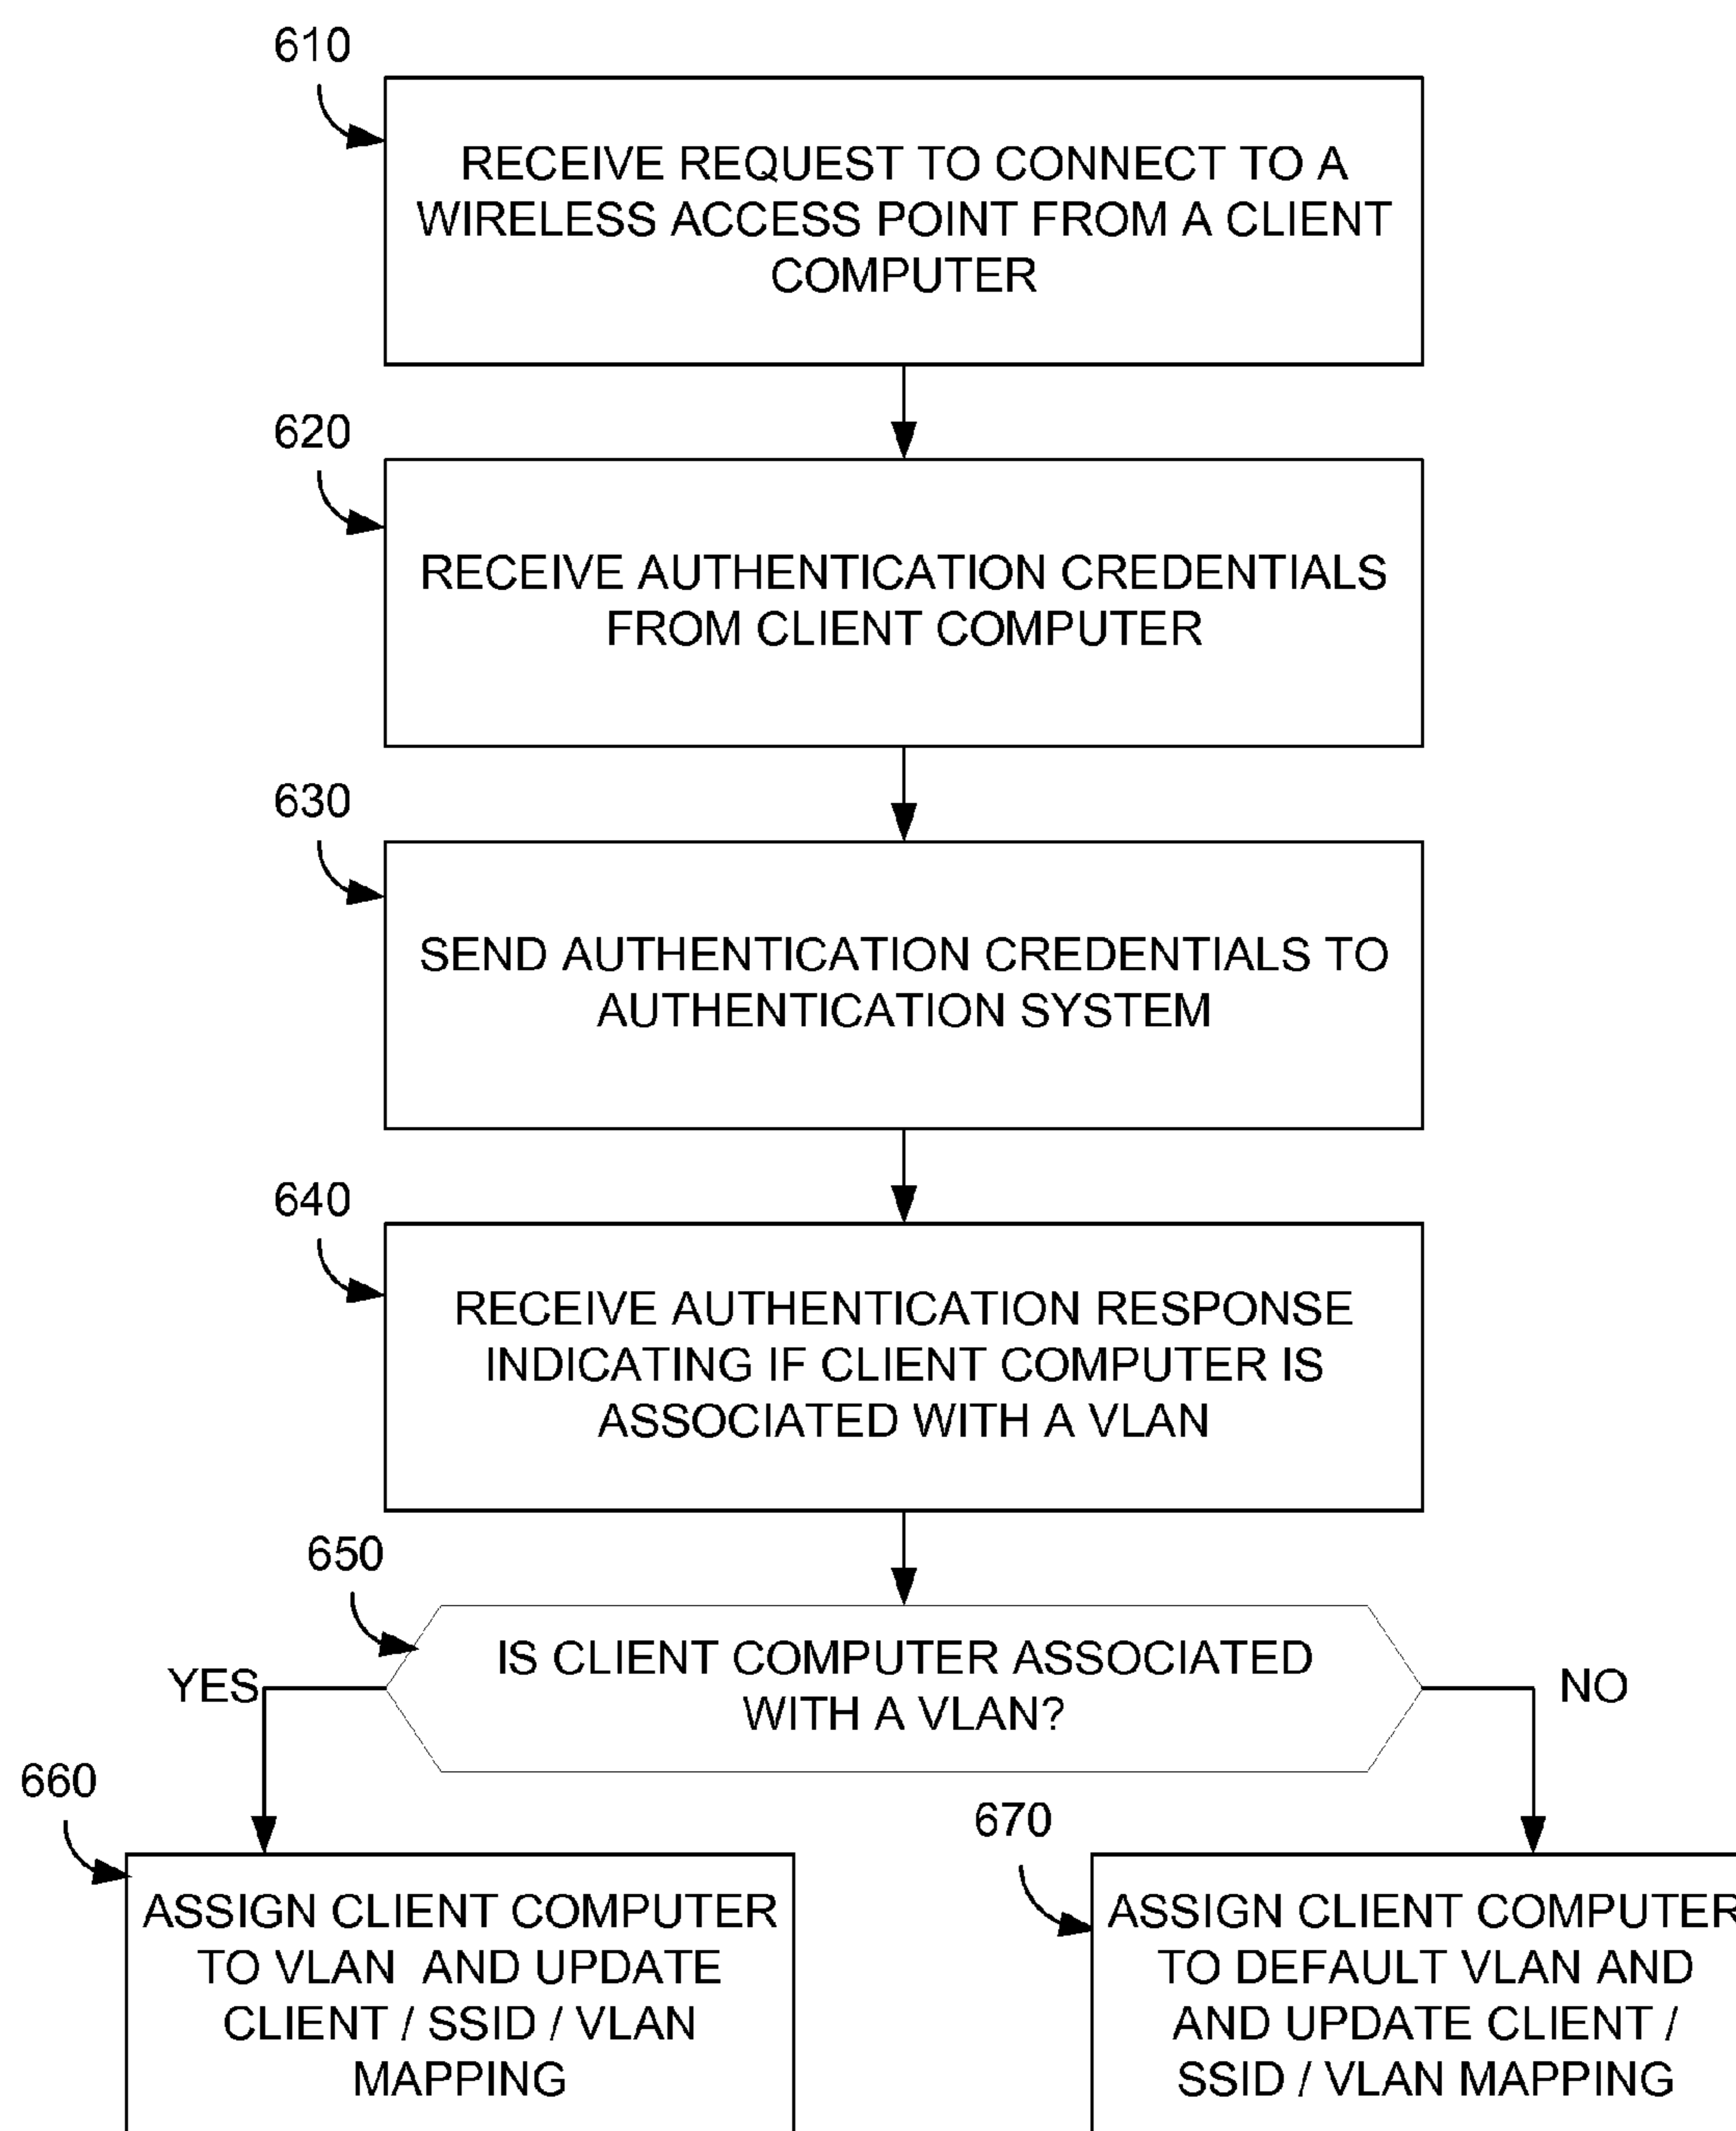 610
RECEIVE REQUEST TO CONNECT TO A
WIRELESS ACCESS POINT FROM A CLIENT
COMPUTER
620
RECEIVE AUTHENTICATION CREDENTIALS
FROM CLIENT COMPUTER
630
SEND AUTHENTICATION CREDENTIALS TO
AUTHENTICATION SYSTEM
640
RECEIVE AUTHENTICATION RESPONSE
INDICATING IF CLIENT COMPUTER IS
ASSOCIATED WITH A VLAN
650
IS CLIENT COMPUTER ASSOCIATED
WITH A VLAN?
YES
NO
660
ASSIGN CLIENT COMPUTER
TO VLAN AND UPDATE
CLIENT / SSID / VLAN
MAPPING
670
ASSIGN CLIENT COMPUTER
TO DEFAULT VLAN AND
AND UPDATE CLIENT /
SSID / VLAN MAPPING